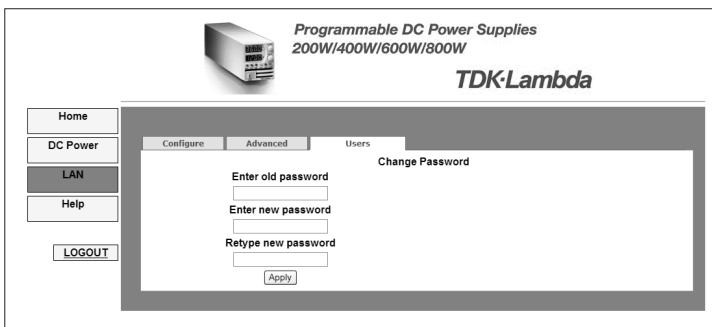 Programmable DC Power Supplies
200W/400W/600W/800W
TDK·Lambda
Home
DC Power
LAN
Help
LOGOUT
Configure
Advanced
Users
Change Password
Enter old password
Enter new password
Retype new password
Apply